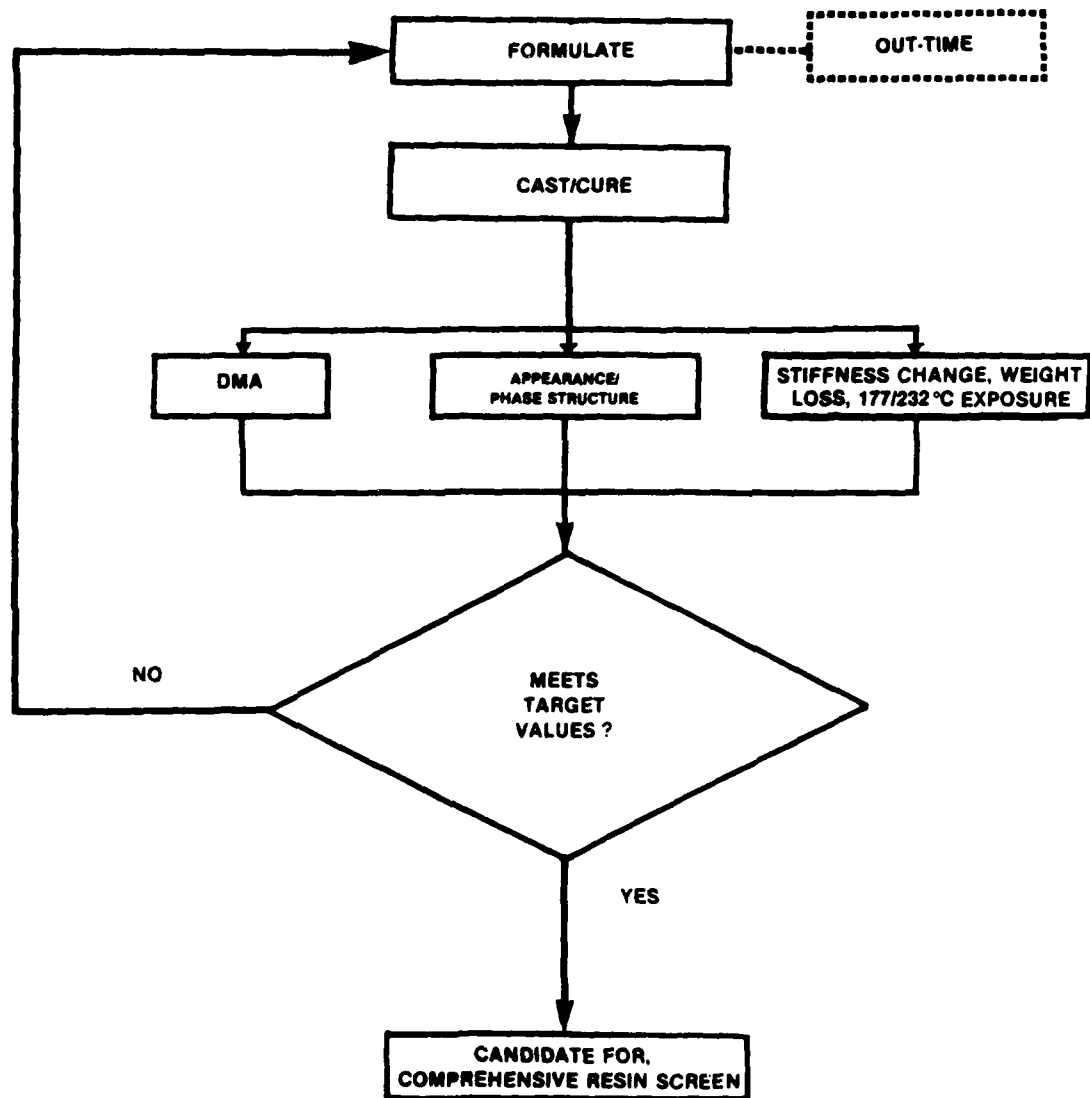 FORMULATE
OUT-TIME
CAST/CURE
DMA
APPEARANCE/
PHASE STRUCTURE
STIFFNESS CHANGE, WEIGHT
LOSS, 177/232°C EXPOSURE
NO
MEETS
TARGET
VALUES ?
YES
CANDIDATE FOR,
COMPREHENSIVE RESIN SCREEN